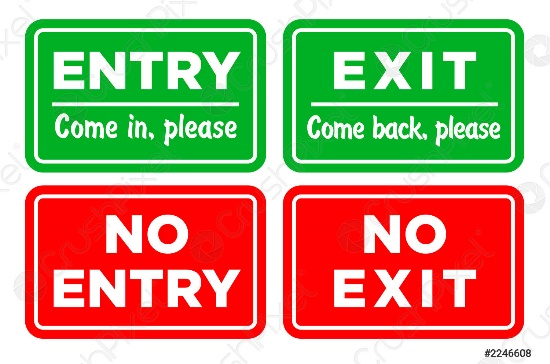 ENTRY
Come in, please
EXIT
Come back, please
NO
ENTRY
NO
EXIT
#2246608